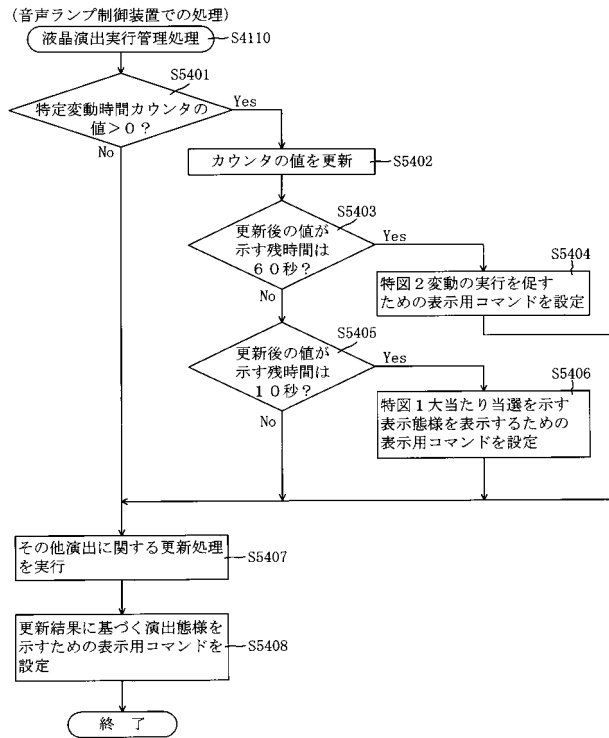 (音声ランプ制御装置での処理)
液晶演出実行管理処理
S4110
S5401
特定変動時間カウンタの
値＞０？
Yes
No
カウンタの値を更新
S5402
S5403
更新後の値が
示す残時間は
６０秒？
Yes
No
S5404
特図２変動の実行を促す
ための表示用コマンドを設定
S5405
更新後の値が
示す残時間は
１０秒？
Yes
No
S5406
特図１大当たり当選を示す
表示態様を表示するための
表示用コマンドを設定
その他演出に関する更新処理
を実行
S5407
更新結果に基づく演出態様を
示すための表示用コマンドを
設定
S5408
終 了